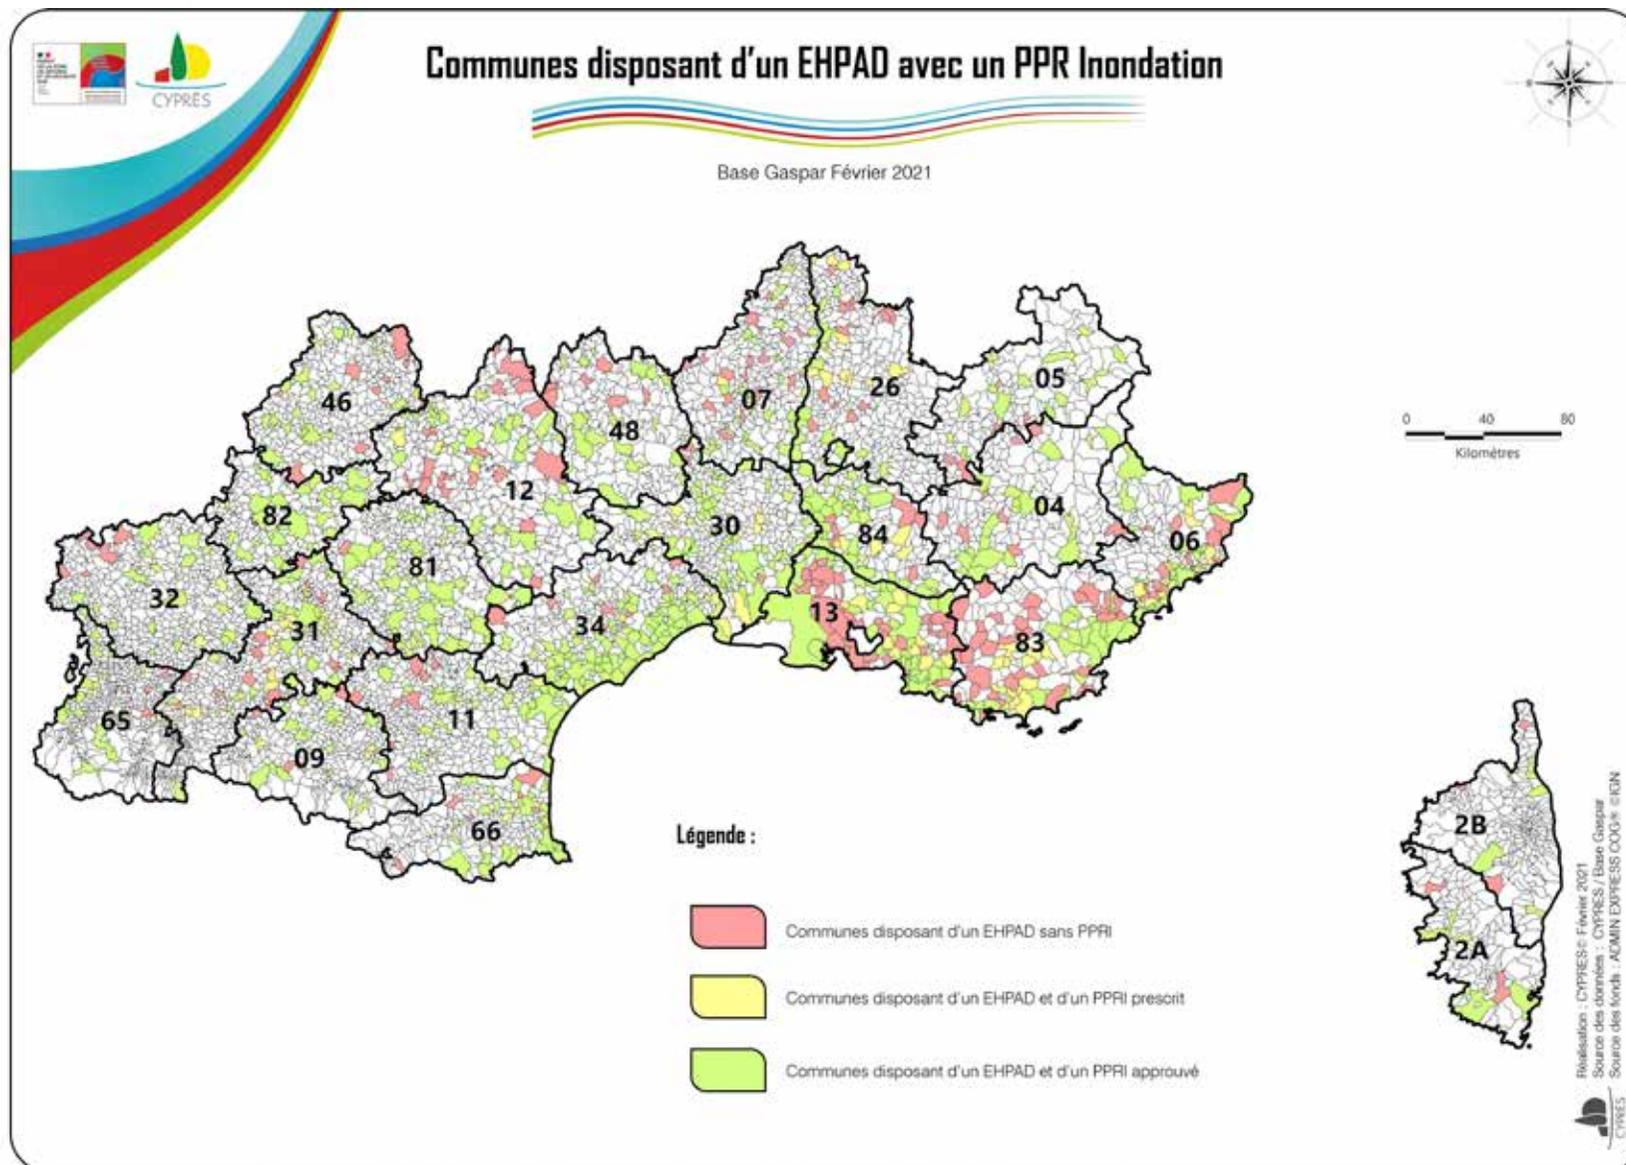 CYPRÈS
Communes disposant d'un EHPAD avec un PPR Inondation
Base Gaspar Février 2021
05
46
07
26
48
0 40 80
Kilomètres
12
04
82
30
84
06
81
32
13
31
34
83
65
11
09
66
2B
2A
Légende :
Communes disposant d'un EHPAD sans PPRI
Communes disposant d'un EHPAD et d'un PPRI prescrit
Communes disposant d'un EHPAD et d'un PPRI approuvé
Réalisation : CYPRES© Février 2021
Source des données : CYPRES / Base Gaspar
Source des fonds : ADMIN EXPRESS COG® ©IGN
CYPRÈS